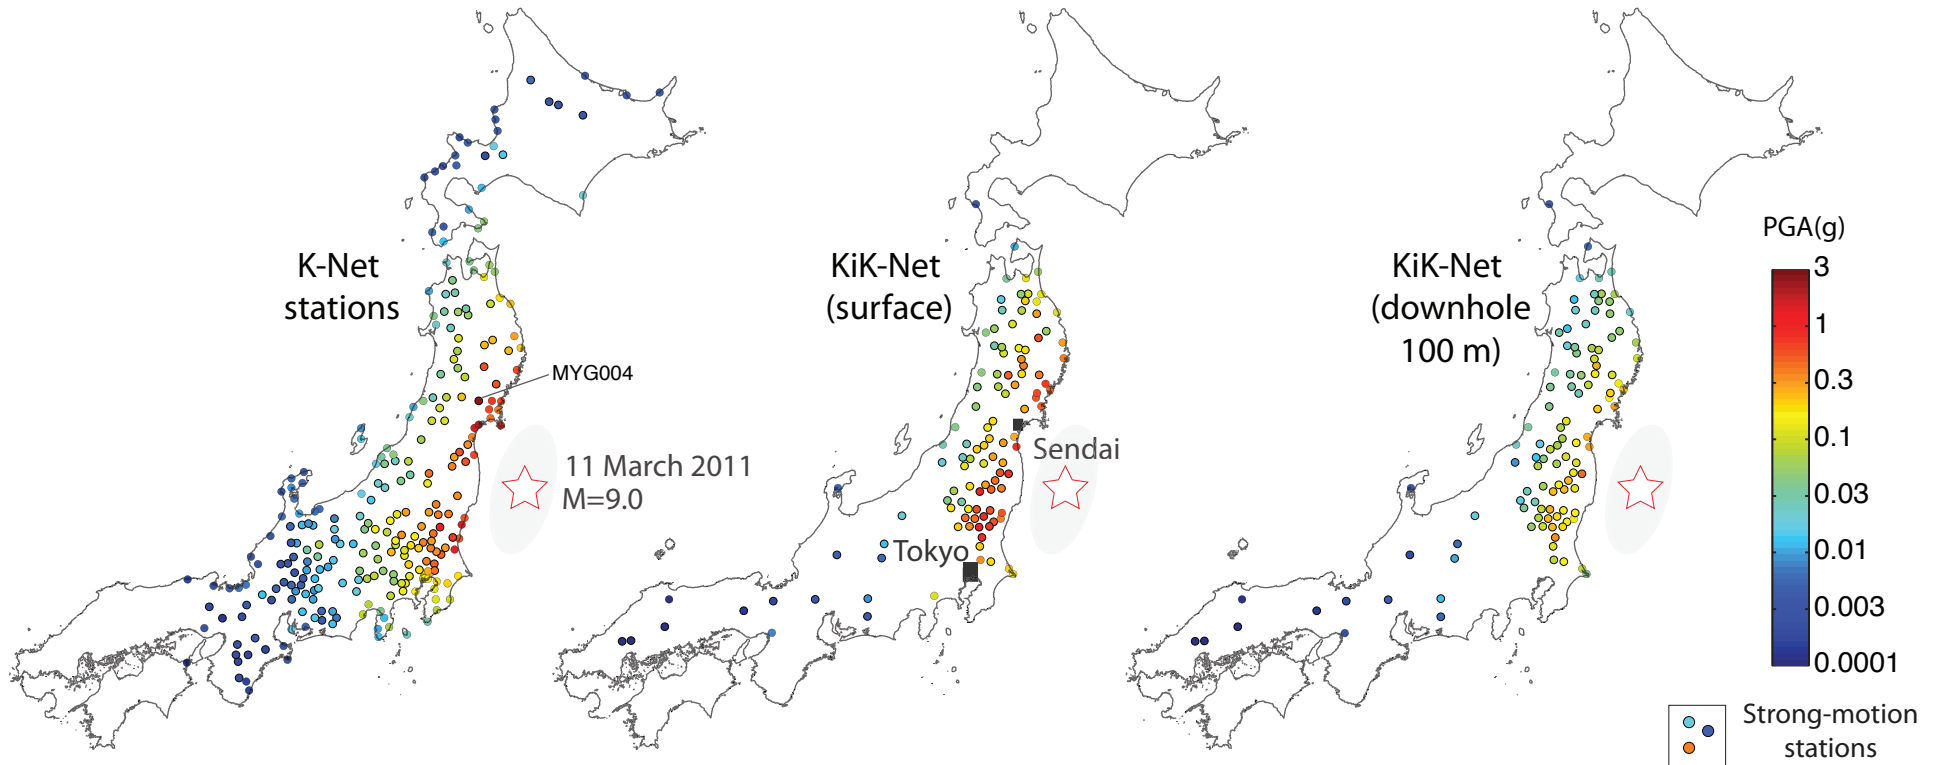 K-Net
stations
MYG004
11 March 2011
M=9.0
KiK-Net
(surface)
Sendai
Tokyo
KiK-Net
(downhole
100 m)
PGA(g)
3
1
0.3
0.1
0.03
0.01
0.003
0.0001
Strong-motion
stations